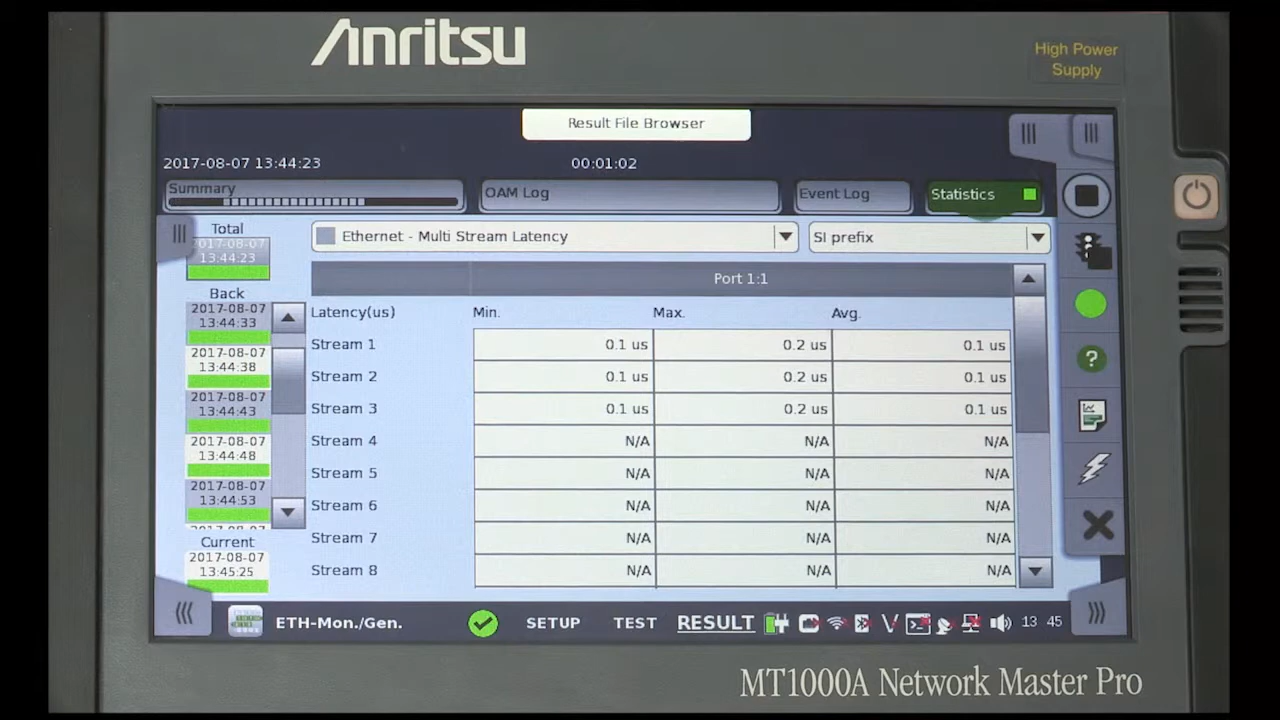 Anritsu
High Power
Supply
Result File Browser
2017-08-07 13:44:23
00:01:02
Summary
OAM Log
Event Log
Statistics
Total
2017-08-07
13:44:23
Ethernet - Multi Stream Latency
SI prefix
Back
2017-08-07
13:44:33
2017-08-07
13:44:38
2017-08-07
13:44:43
2017-08-07
13:44:48
2017-08-07
13:44:53
2017-08-07
Current
2017-08-07
13:45:25
Port 1:1
Latency(us) Min. Max. Avg.
Stream 1 0.1 us 0.2 us 0.1 us
Stream 2 0.1 us 0.2 us 0.1 us
Stream 3 0.1 us 0.2 us 0.1 us
Stream 4 N/A N/A N/A
Stream 5 N/A N/A N/A
Stream 6 N/A N/A N/A
Stream 7 N/A N/A N/A
Stream 8 N/A N/A N/A
ETH-Mon./Gen. SETUP TEST RESULT 13 45
MT1000A Network Master Pro